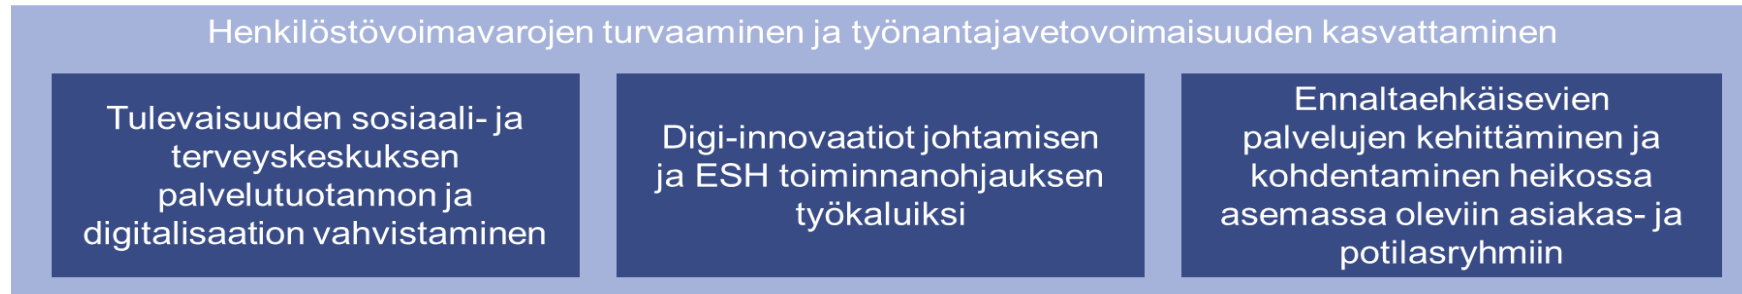 Henkilöstövoimavarojen turvaaminen ja työnantajavetovoimaisuuden kasvattaminen
Tulevaisuuden sosiaali- ja
terveyskeskuksen
palvelutuotannon ja
digitalisaation vahvistaminen
Digi-innovaatiot johtamisen
ja ESH toiminnanohjauksen
työkaluiksi
Ennaltaehkäisevien
palvelujen kehittäminen ja
kohdentaminen heikossa
asemassa oleviin asiakas- ja
potilasryhmiin